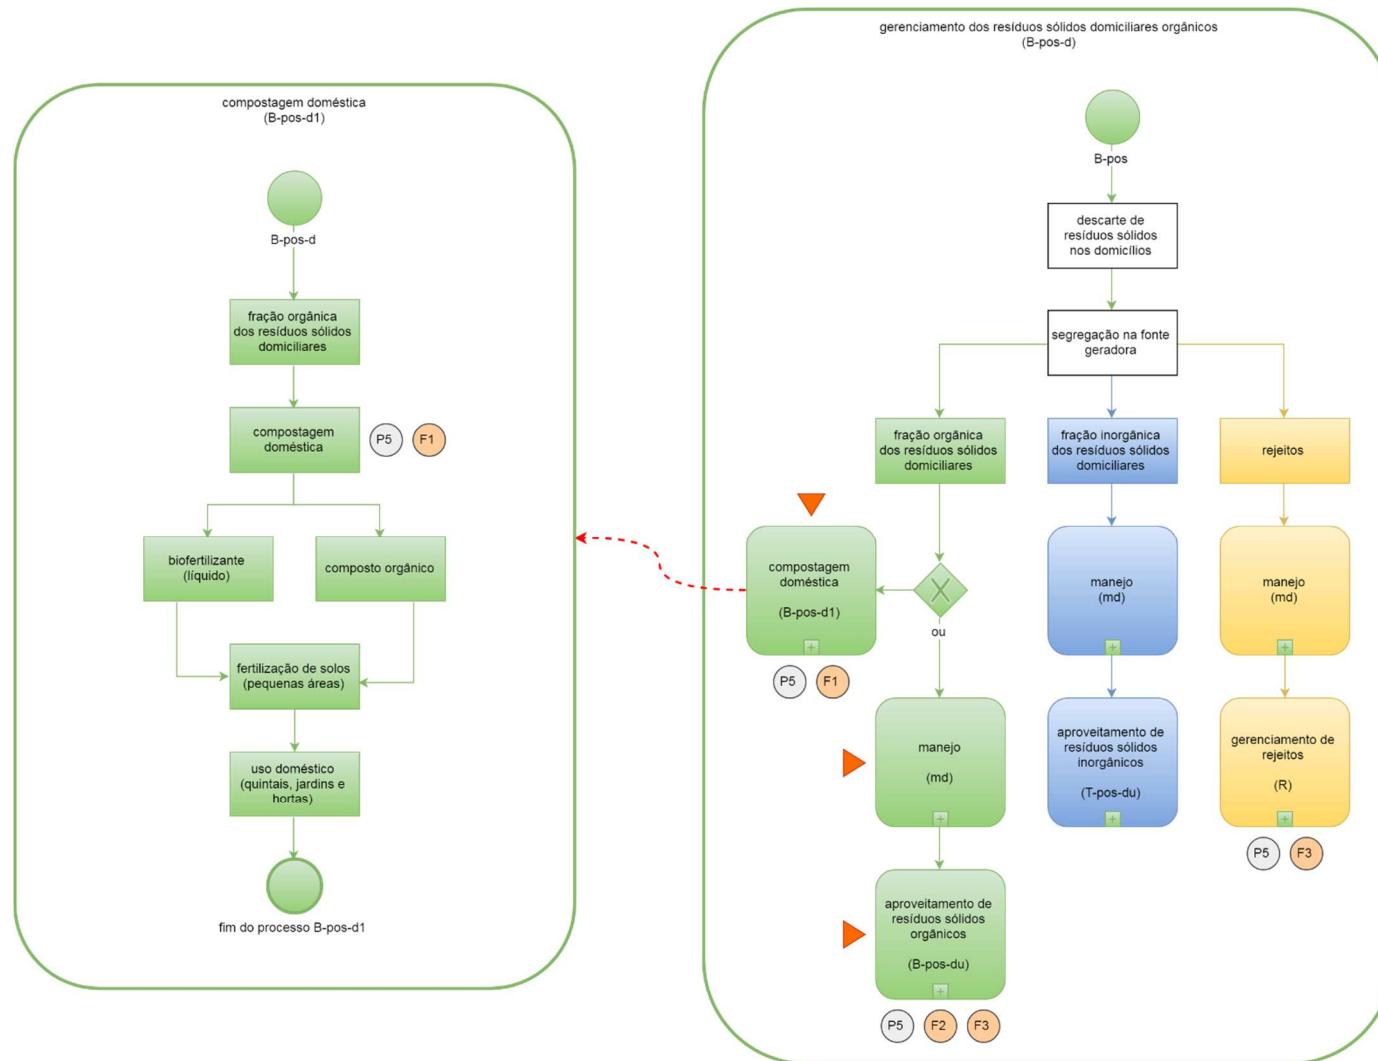 compostagem doméstica
(B-pos-d1)
B-pos-d
fração orgânica
dos resíduos sólidos
domiciliares
compostagem
doméstica
P5
F1
biofertilizante
(líquido)
composto orgânico
fertilização de solos
(pequenas áreas)
uso doméstico
(quintais, jardins e
hortas)
fim do processo B-pos-d1
gerenciamento dos resíduos sólidos domiciliares orgânicos
(B-pos-d)
B-pos
descarte de
resíduos sólidos
nos domicílios
segregação na fonte
geradora
fração orgânica
dos resíduos sólidos
domiciliares
fração inorgânica
dos resíduos sólidos
domiciliares
rejeitos
compostagem
doméstica
(B-pos-d1)
P5
F1
X
ou
manejo
(md)
manejo
(md)
manejo
(md)
aproveitamento de
resíduos sólidos
inorgânicos
(T-pos-du)
gerenciamento de
rejeitos
(R)
P5
F3
aproveitamento de
resíduos sólidos
orgânicos
(B-pos-du)
P5
F2
F3